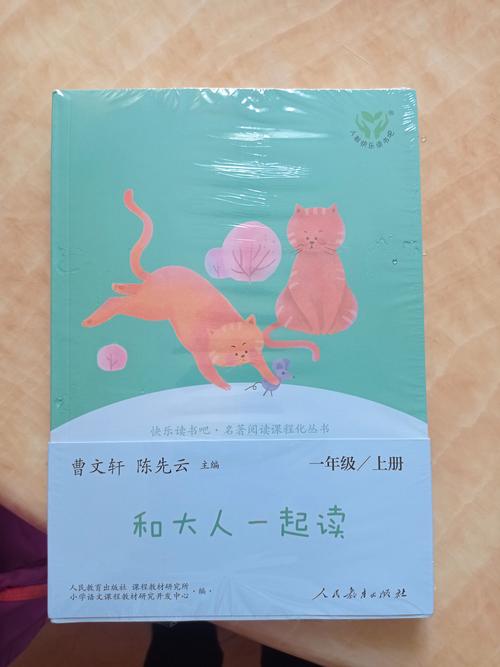 人教快乐读书吧
快乐读书吧·名著阅读课程化丛书
曹文轩 陈先云 主编 一年级/上册
和大人一起读
人民教育出版社 课程教材研究所
小学语文课程教材研究开发中心 ·编·
人民教育出版社